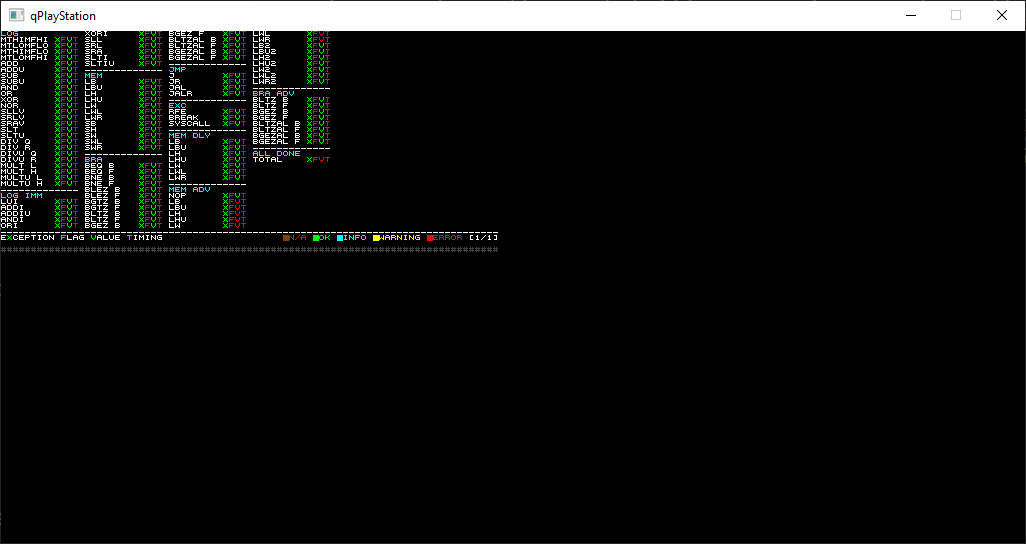 qPlayStation
LOG
MTHIMFHI XFVT
MTLOMFLO XFVT
MTHIMFLO XFVT
MTLOMFHI XFVT
ADD XFVT
ADDU XFVT
SUB XFVT
SUBU XFVT
AND XFVT
OR XFVT
XOR XFVT
NOR XFVT
SLLV XFVT
SRLV XFVT
SRAV XFVT
SLT XFVT
SLTU XFVT
DIV Q XFVT
DIV R XFVT
DIVU Q XFVT
DIVU R XFVT
MULT L XFVT
MULT H XFVT
MULTU L XFVT
MULTU H XFVT
LOG IMM
LUI XFVT
ADDI XFVT
ADDIU XFVT
ANDI XFVT
ORI XFVT
XORI XFVT
SLL XFVT
SRL XFVT
SRA XFVT
SLTI XFVT
SLTIU XFVT
MEM
LB XFVT
LBU XFVT
LH XFVT
LHU XFVT
LW XFVT
LWL XFVT
LWR XFVT
SB XFVT
SH XFVT
SW XFVT
SWL XFVT
SWR XFVT
BRA
BEQ B XFVT
BEQ F XFVT
BNE B XFVT
BNE F XFVT
BLEZ B XFVT
BLEZ F XFVT
BGTZ B XFVT
BGTZ F XFVT
BLTZ B XFVT
BLTZ F XFVT
BGEZ B XFVT
BGEZ F XFVT
BLTZAL B XFVT
BLTZAL F XFVT
BGEZAL B XFVT
BGEZAL F XFVT
JMP
J XFVT
JR XFVT
JAL XFVT
JALR XFVT
EXC
RFE XFVT
BREAK XFVT
SYSCALL XFVT
MEM DLY
LB XFVT
LBU XFVT
LH XFVT
LHU XFVT
LW XFVT
LWL XFVT
LWR XFVT
MEM ADV
NOP XFVT
LB XFVT
LBU XFVT
LH XFVT
LHU XFVT
LW XFVT
LWL XFVT
LWR XFVT
LB2 XFVT
LBU2 XFVT
LH2 XFVT
LHU2 XFVT
LW2 XFVT
LWL2 XFVT
LWR2 XFVT
BRA ADV
BLTZ B XFVT
BLTZ F XFVT
BGEZ B XFVT
BGEZ F XFVT
BLTZAL B XFVT
BLTZAL F XFVT
BGEZAL B XFVT
BGEZAL F XFVT
ALL DONE
TOTAL XFVT
EXCEPTION FLAG VALUE TIMING N/A OK INFO WARNING ERROR [1/1]